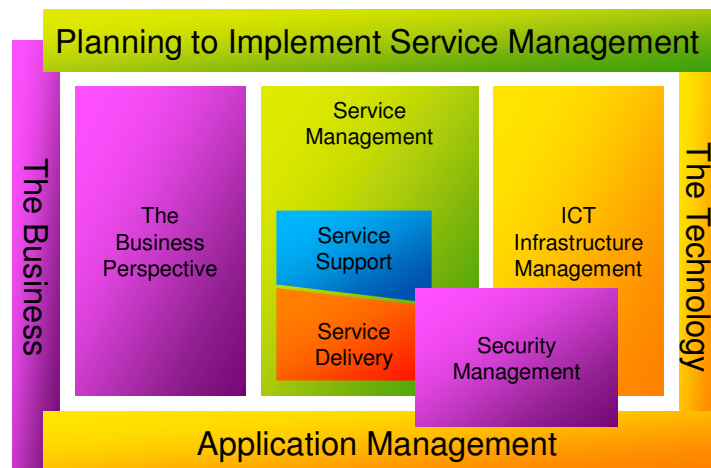 Planning to Implement Service Management
The Business
The
Business
Perspective
Service
Management
Service
Support
Service
Delivery
ICT
Infrastructure
Management
Security
Management
The Technology
Application Management